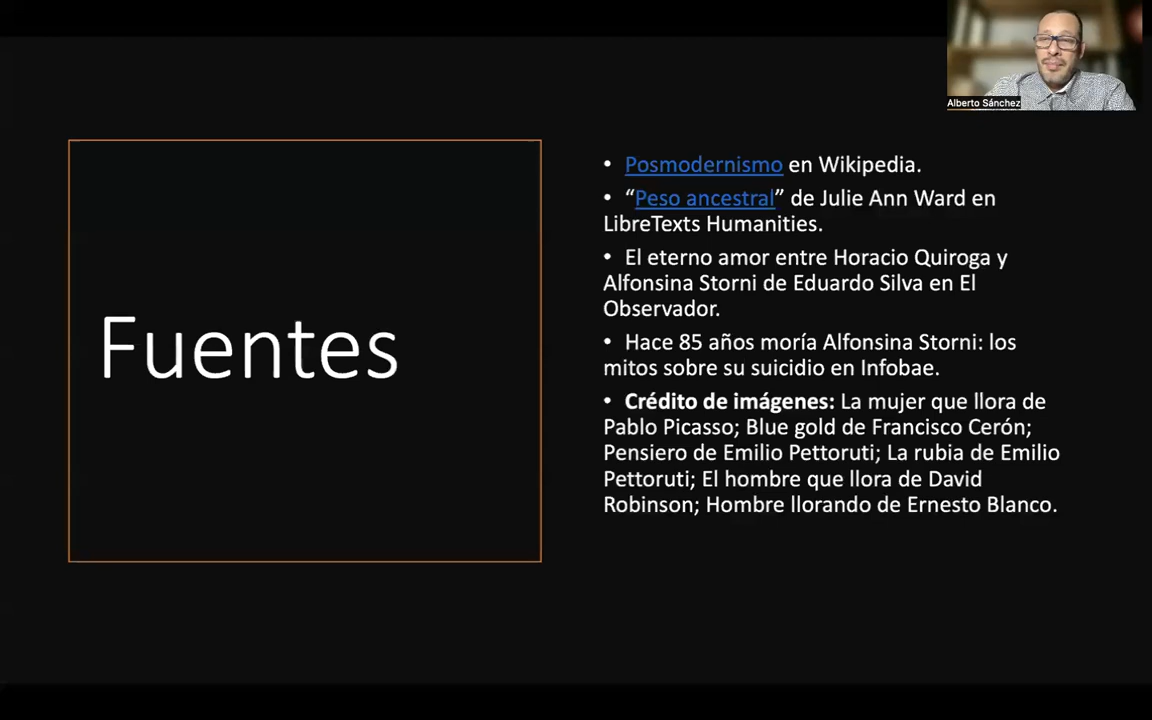 Alberto Sánchez
Fuentes
• Posmodernismo en Wikipedia.
• “Peso ancestral” de Julie Ann Ward en
LibreTexts Humanities.
• El eterno amor entre Horacio Quiroga y
Alfonsina Storni de Eduardo Silva en El
Observador.
• Hace 85 años moría Alfonsina Storni: los
mitos sobre su suicidio en Infobae.
• Crédito de imágenes: La mujer que llora de
Pablo Picasso; Blue gold de Francisco Cerón;
Pensiero de Emilio Pettoruti; La rubia de Emilio
Pettoruti; El hombre que llora de David
Robinson; Hombre llorando de Ernesto Blanco.